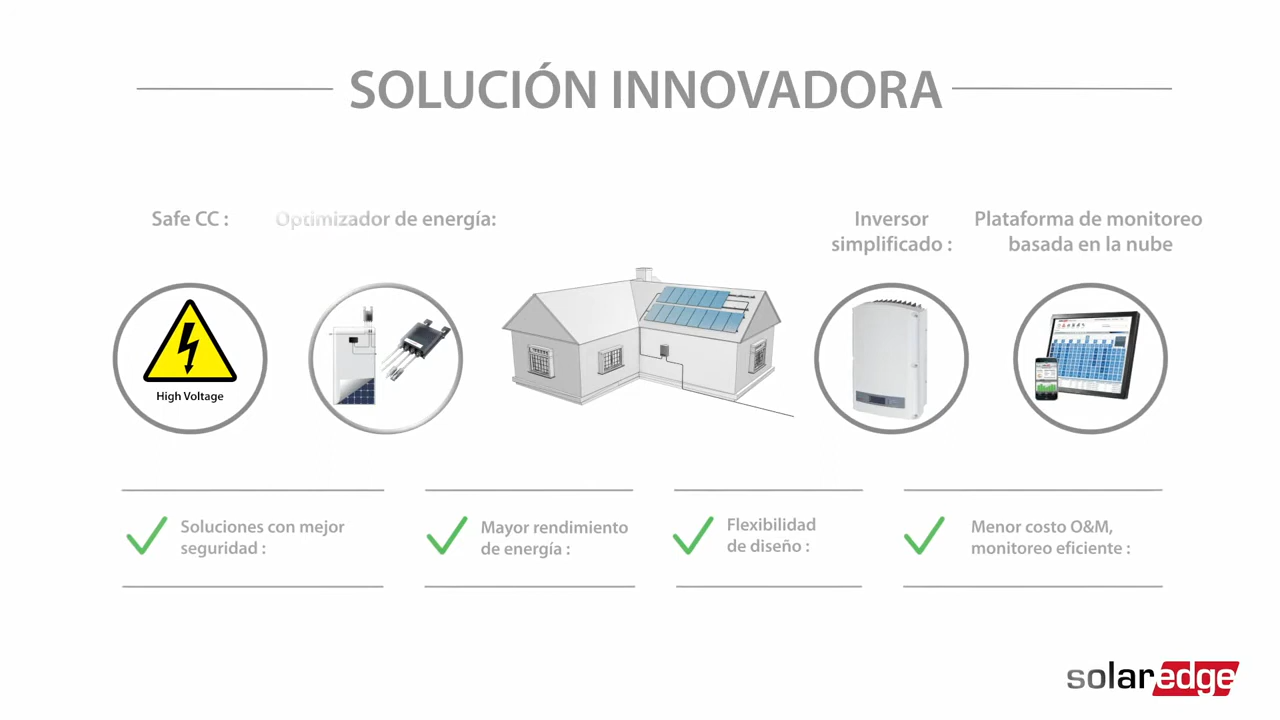 SOLUCIÓN INNOVADORA
Safe CC :
Optimizador de energía:
Inversor
simplificado :
Plataforma de monitoreo
basada en la nube
High Voltage
Soluciones con mejor
seguridad :
Mayor rendimiento
de energía :
Flexibilidad
de diseño :
Menor costo O&M,
monitoreo eficiente :
solaredge